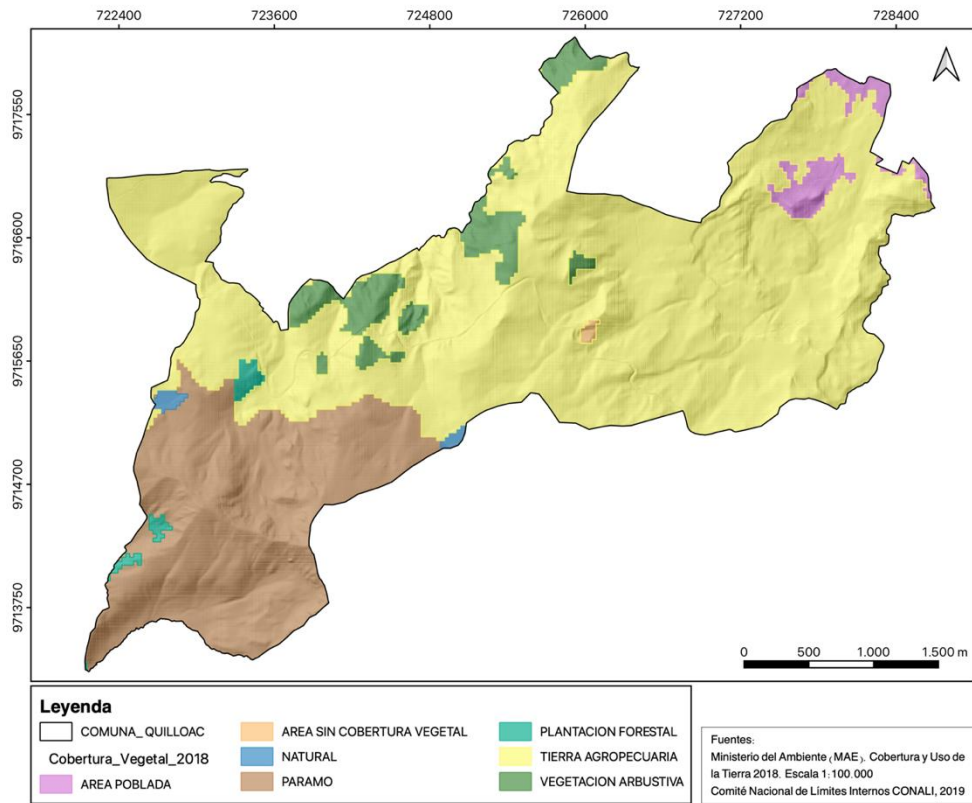 722400 723600 724800 726000 727200 728400
9717550
9716600
9715650
9714700
9713750
0 500 1.000 1.500 m
Leyenda
COMUNA_ QUILLOAC
Cobertura_Vegetal_2018
AREA POBLADA
AREA SIN COBERTURA VEGETAL
NATURAL
PARAMO
PLANTACION FORESTAL
TIERRA AGROPECUARIA
VEGETACION ARBUSTIVA
Fuentes:
Ministerio del Ambiente (MAE). Cobertura y Uso de
la Tierra 2018. Escala 1:100.000
Comité Nacional de Limites Internos CONALI, 2019